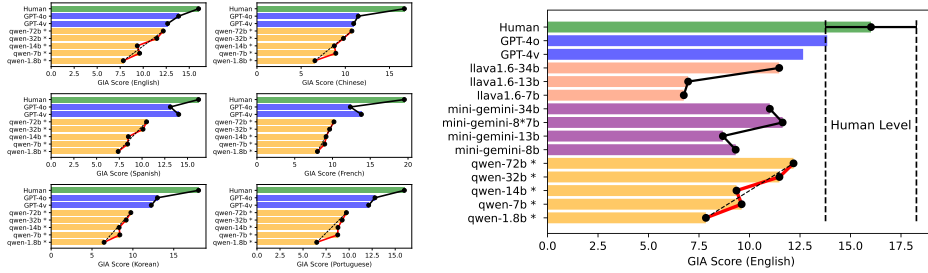 Human
GPT-4o
GPT-4v
qwen-72b *
qwen-32b *
qwen-14b *
qwen-7b *
qwen-1.8b *
0.0 2.5 5.0 7.5 10.0 12.5 15.0
GIA Score (English)
Human
GPT-4o
GPT-4v
qwen-72b *
qwen-32b *
qwen-14b *
qwen-7b *
qwen-1.8b *
0 5 10 15
GIA Score (Chinese)
Human
GPT-4o
GPT-4v
qwen-72b *
qwen-32b *
qwen-14b *
qwen-7b *
qwen-1.8b *
0.0 2.5 5.0 7.5 10.0 12.5 15.0
GIA Score (Spanish)
Human
GPT-4o
GPT-4v
qwen-72b *
qwen-32b *
qwen-14b *
qwen-7b *
qwen-1.8b *
0 5 10 15 20
GIA Score (French)
Human
GPT-4o
GPT-4v
qwen-72b *
qwen-32b *
qwen-14b *
qwen-7b *
qwen-1.8b *
0 5 10 15
GIA Score (Korean)
Human
GPT-4o
GPT-4v
qwen-72b *
qwen-32b *
qwen-14b *
qwen-7b *
qwen-1.8b *
0.0 2.5 5.0 7.5 10.0 12.5 15.0
GIA Score (Portuguese)
Human
GPT-4o
GPT-4v
llava1.6-34b
llava1.6-13b
llava1.6-7b
mini-gemini-34b
mini-gemini-8*7b
mini-gemini-13b
mini-gemini-8b
qwen-72b *
qwen-32b *
qwen-14b *
qwen-7b *
qwen-1.8b *
Human Level
0.0 2.5 5.0 7.5 10.0 12.5 15.0 17.5
GIA Score (English)